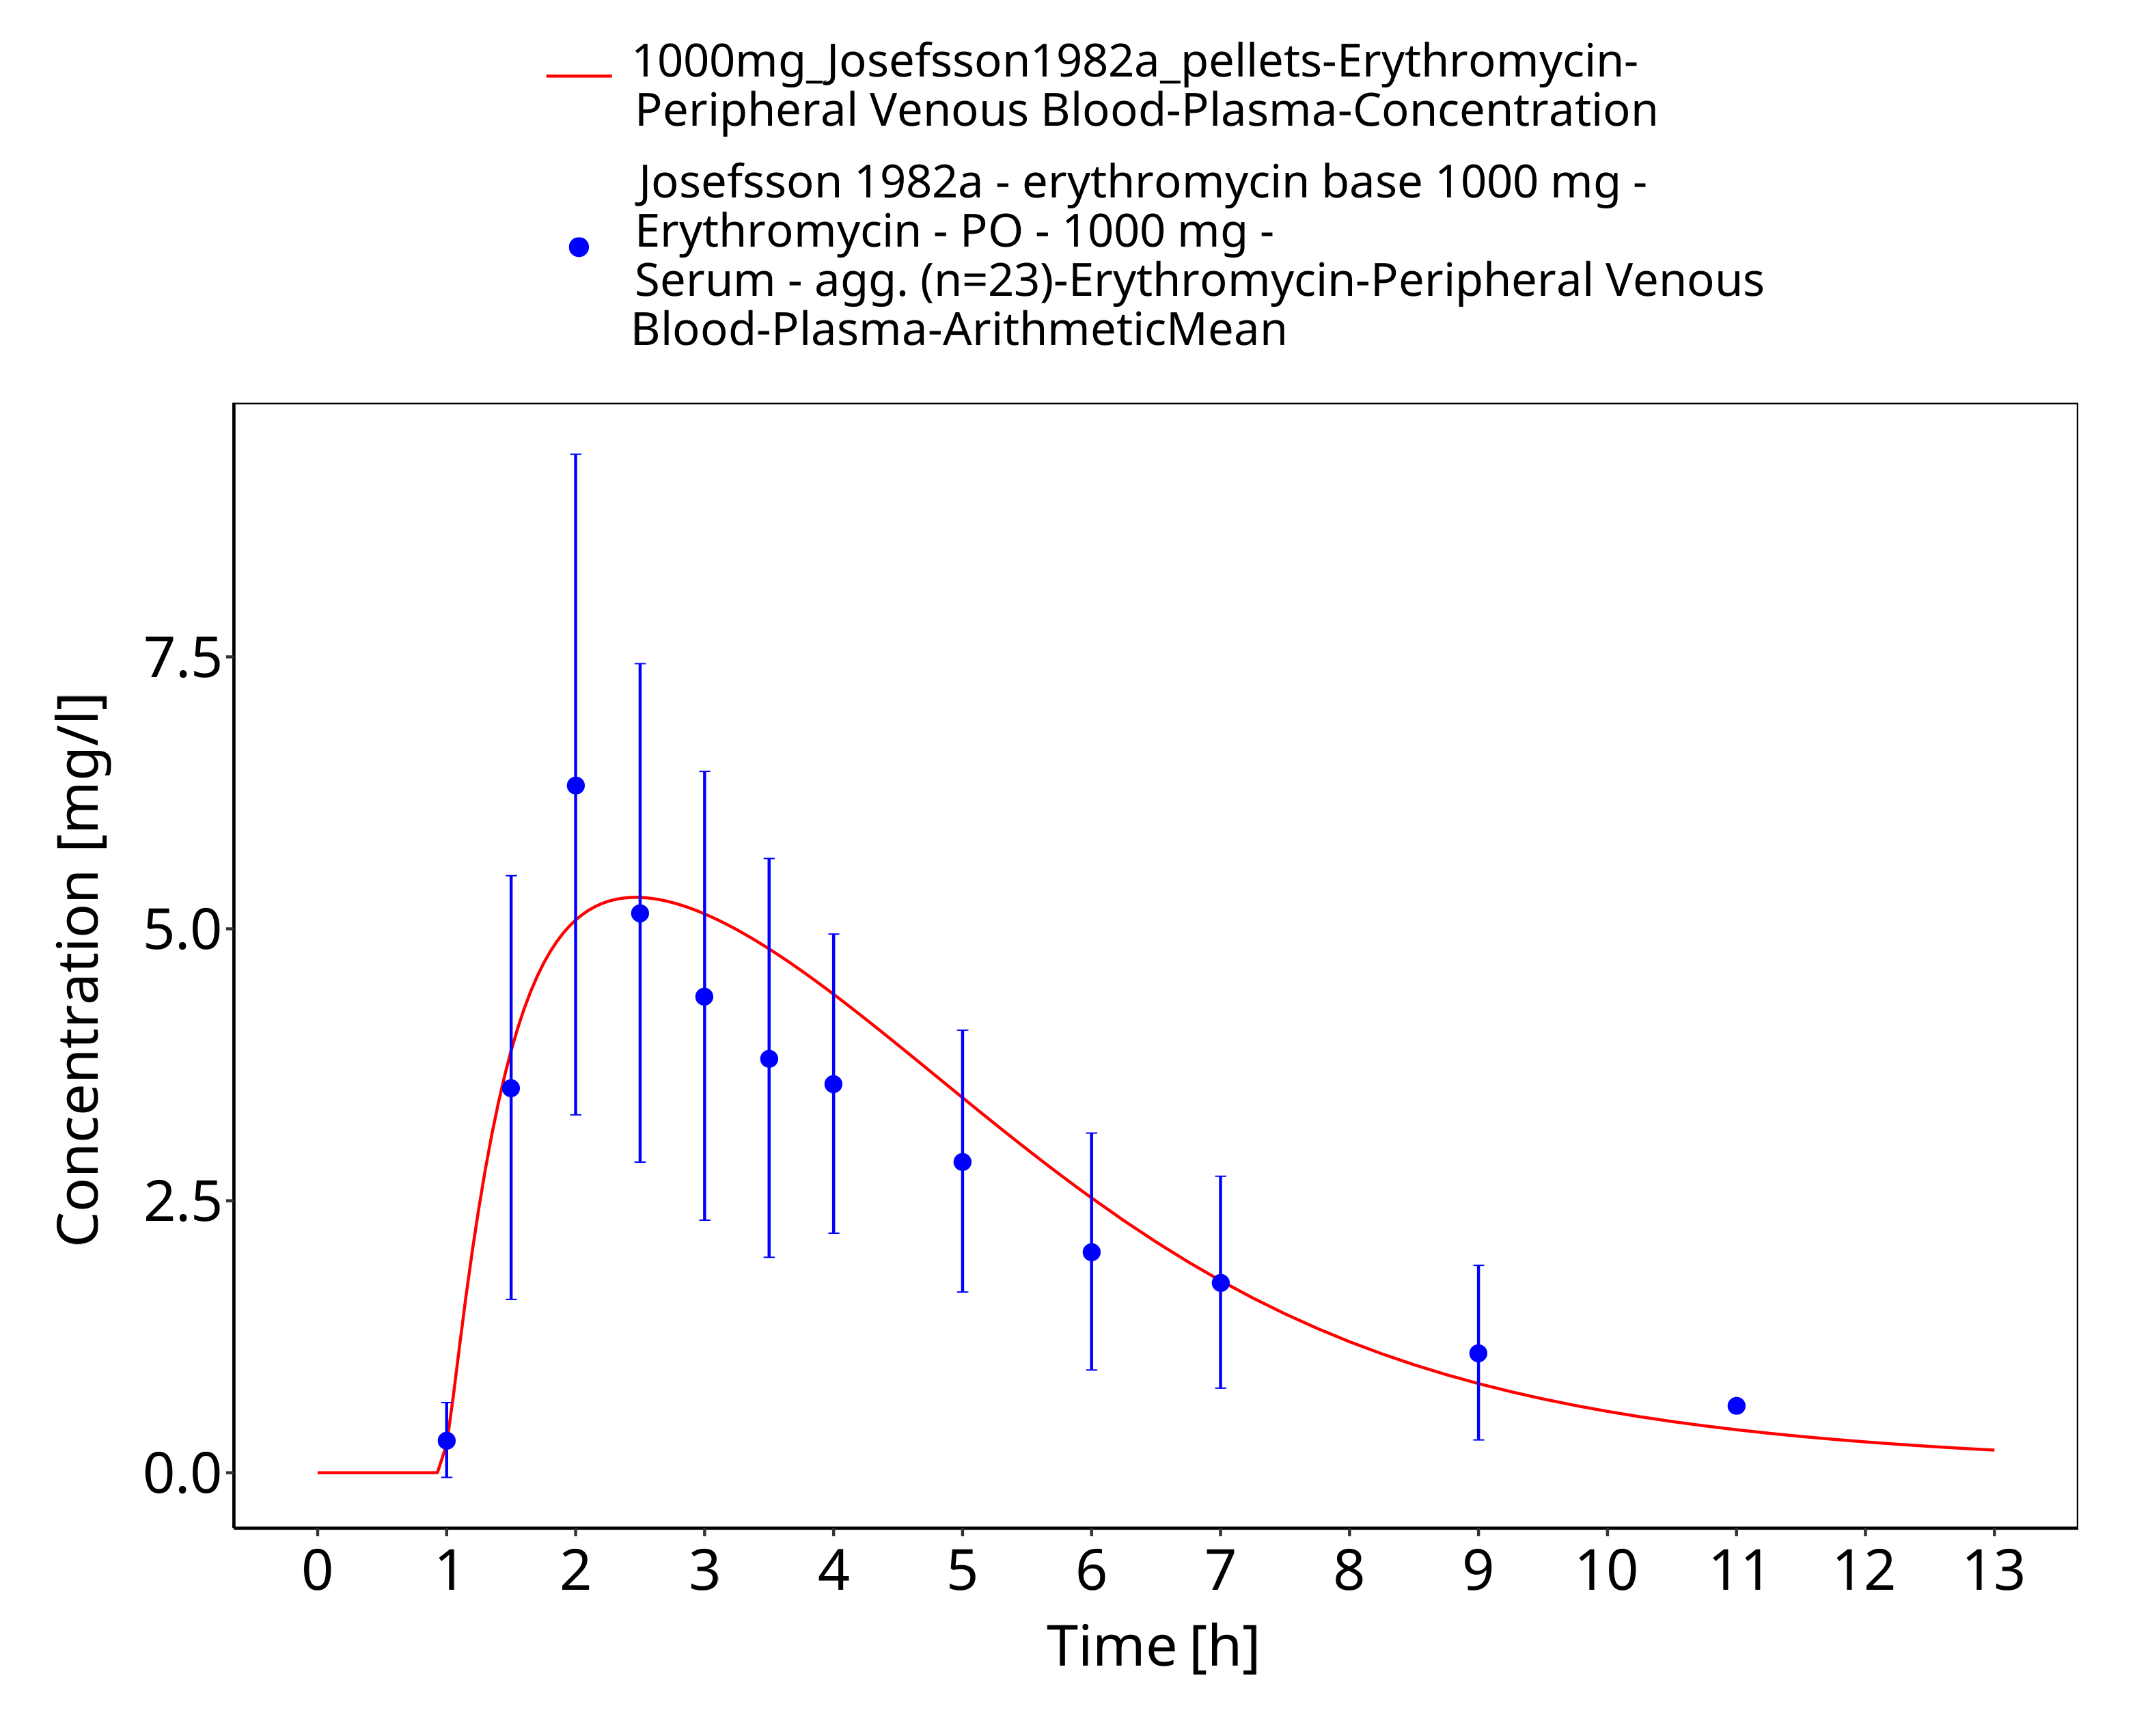 1000mg_Josefsson1982a_pellets-Erythromycin-
Peripheral Venous Blood-Plasma-Concentration
Josefsson 1982a - erythromycin base 1000 mg -
Erythromycin - PO - 1000 mg -
Serum - agg. (n=23)-Erythromycin-Peripheral Venous
Blood-Plasma-ArithmeticMean
Concentration [mg/l]
7.5
5.0
2.5
0.0
0 1 2 3 4 5 6 7 8 9 10 11 12 13
Time [h]